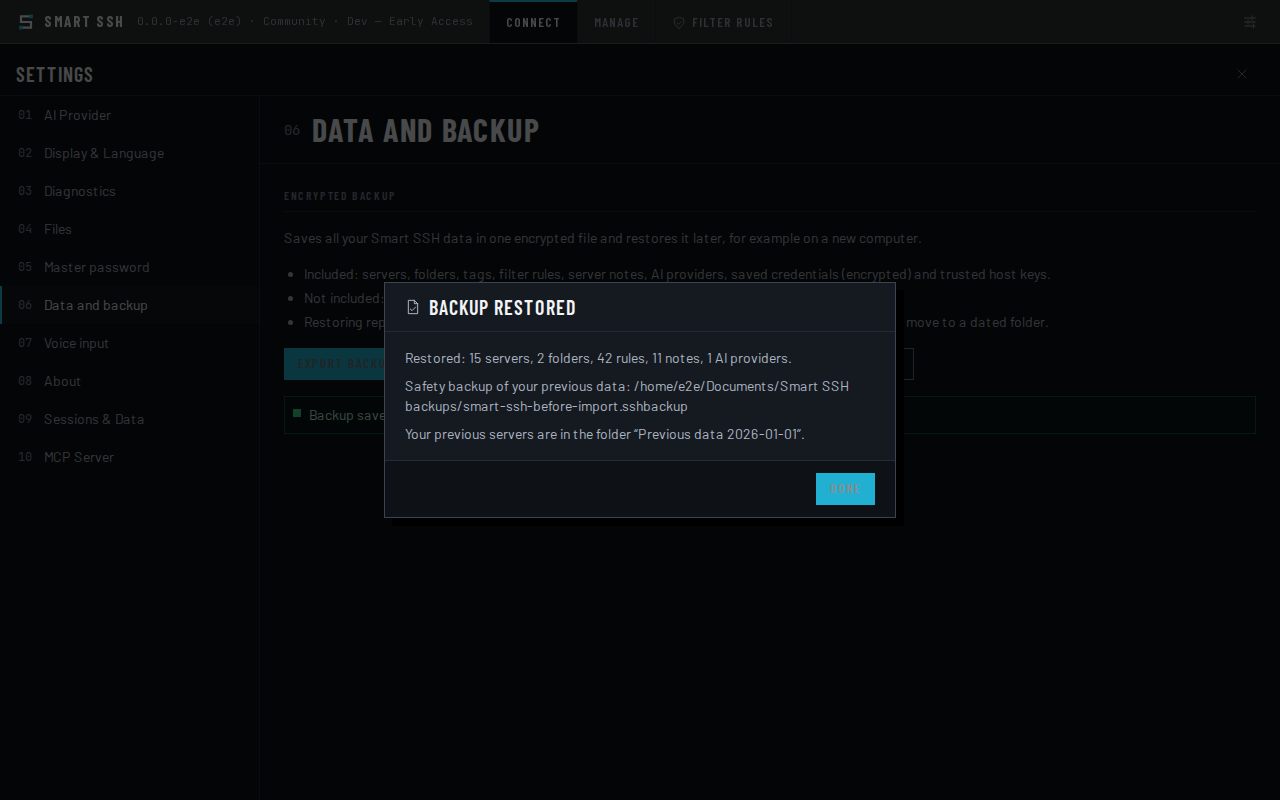 SMART SSH 0.0.0-e2e (e2e) · Community · Dev — Early Access CONNECT MANAGE FILTER RULES
SETTINGS
01 AI Provider
02 Display & Language
03 Diagnostics
04 Files
05 Master password
06 Data and backup
07 Voice input
08 About
09 Sessions & Data
10 MCP Server
06 DATA AND BACKUP
ENCRYPTED BACKUP
Saves all your Smart SSH data in one encrypted file and restores it later, for example on a new computer.
Included: servers, folders, tags, filter rules, server notes, AI providers, saved credentials (encrypted) and trusted host keys.
Not included:
Restoring rep move to a dated folder.
EXPORT BACKU
Backup save
BACKUP RESTORED
Restored: 15 servers, 2 folders, 42 rules, 11 notes, 1 AI providers.
Safety backup of your previous data: /home/e2e/Documents/Smart SSH
backups/smart-ssh-before-import.sshbackup
Your previous servers are in the folder “Previous data 2026-01-01”.
DONE